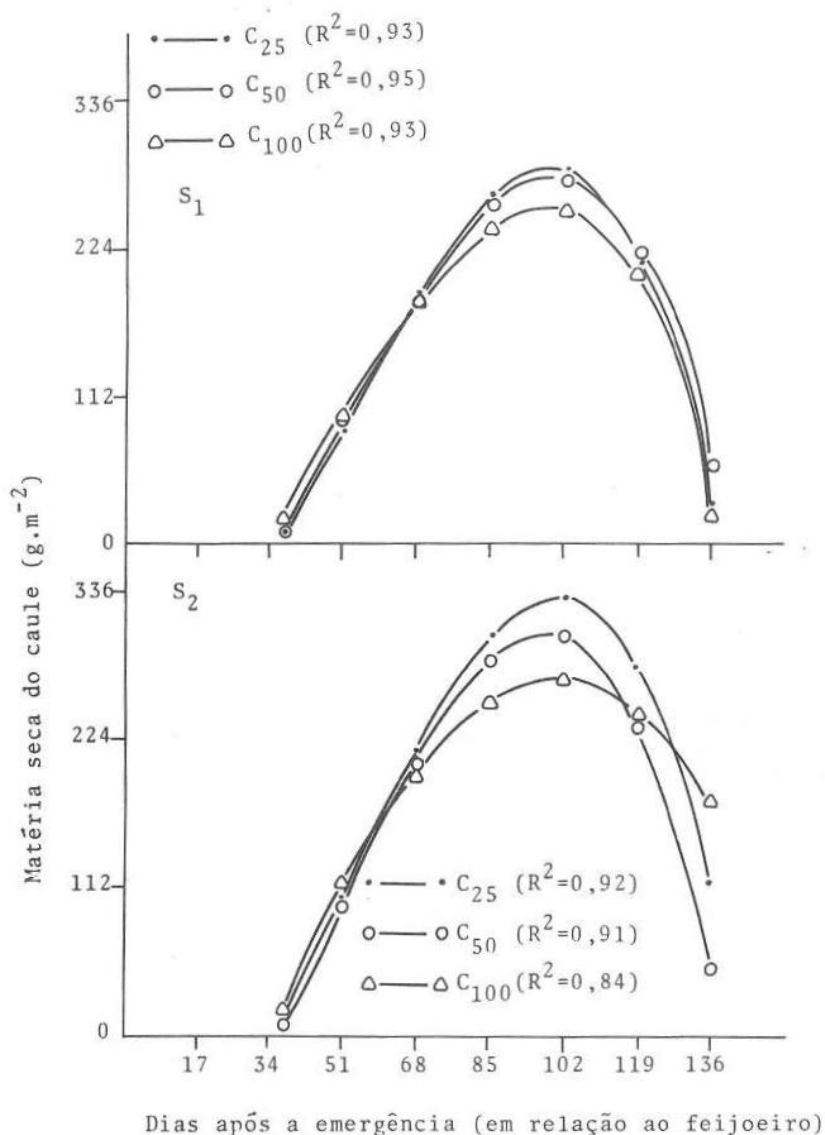 C25 (R²=0,93)
C50 (R²=0,95)
C100(R²=0,93)
336
S1
224
112
0
336
S2
224
112
C25 (R²=0,92)
C50 (R²=0,91)
C100(R²=0,84)
0
17 34 51 68 85 102 119 136
Matéria seca do caule (g.m⁻²)
Dias após a emergência (em relação ao feijoeiro)